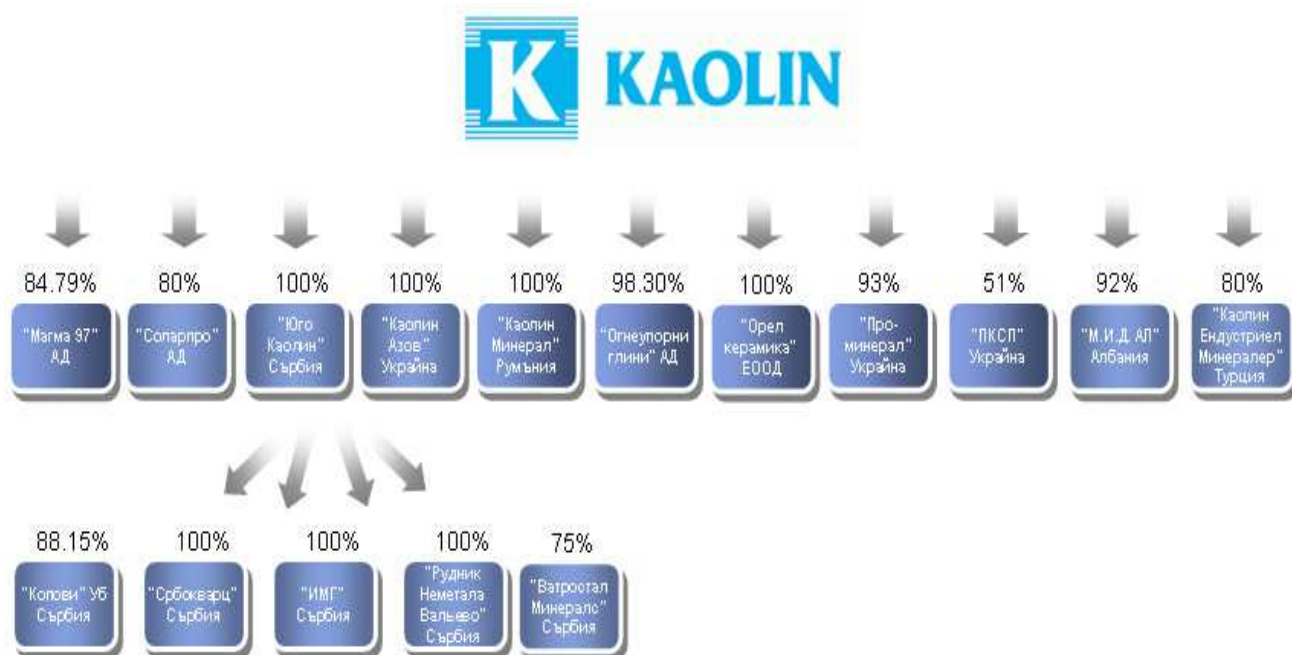 K KAOLIN
84.79%
80%
100%
100%
100%
98.30%
100%
93%
51%
92%
80%
"Магма 97"
АД
"Соларпро"
АД
"Юго
Каолин"
Сърбия
"Каолин
Азов"
Украйна
"Каолин
Минерал"
Румъния
"Огнеупорни
глини" АД
"Орел
керамика"
ЕООД
"Про-
минерал"
Украйна
"ПКСП"
Украйна
"М.И.Д. АЛ"
Албания
"Каолин
Ендустриел
Минералер"
Турция
88.15%
100%
100%
100%
75%
"Копови" Уб
Сърбия
"Србокварц"
Сърбия
"ИМГ"
Сърбия
"Рудник
Неметала
Вальево"
Сърбия
"Ватростал
Минералс"
Сърбия